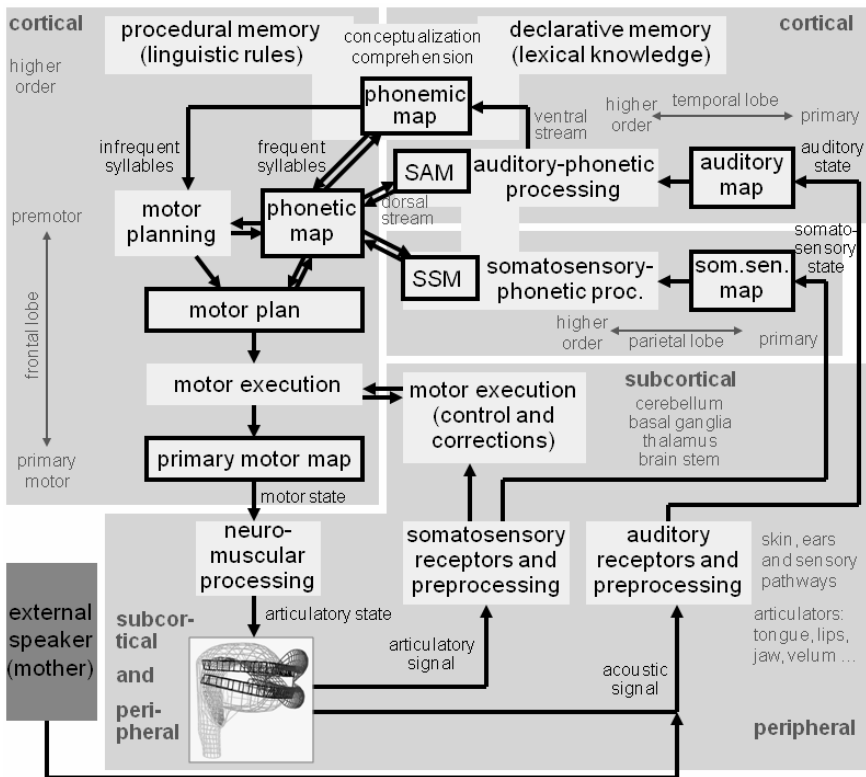 cortical
procedural memory
(linguistic rules)
conceptualization
comprehension
declarative memory
(lexical knowledge)
cortical
higher
order
phonemic
map
ventral
stream
higher
order
temporal lobe
primary
infrequent
syllables
frequent
syllables
SAM
auditory-phonetic
processing
auditory
map
auditory
state
premotor
motor
planning
phonetic
map
dorsal
stream
somato-
sensory
state
SSM
somatosensory-
phonetic proc.
som.sen.
map
motor plan
higher
order
parietal lobe
primary
frontal lobe
motor execution
motor execution
(control and
corrections)
subcortical
cerebellum
basal ganglia
thalamus
brain stem
primary
motor
primary motor map
motor state
neuro-
muscular
processing
somatosensory
receptors and
preprocessing
auditory
receptors and
preprocessing
skin, ears
and sensory
pathways
external
speaker
(mother)
subcor-
tical
and
peri-
pheral
articulatory state
articulatory
signal
acoustic
signal
articulators:
tongue, lips,
jaw, velum ...
peripheral